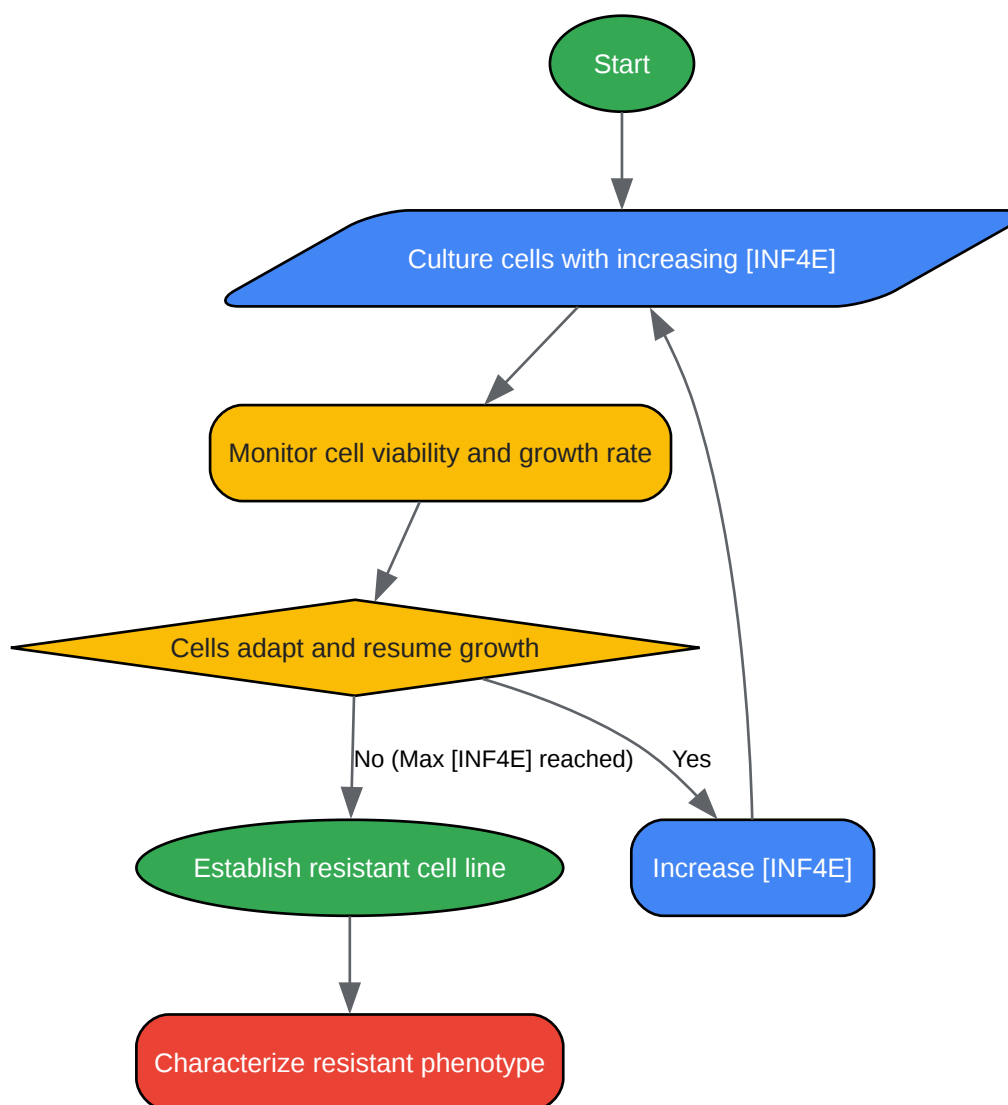 Start
Culture cells with increasing [INF4E]
Monitor cell viability and growth rate
Cells adapt and resume growth
No (Max [INF4E] reached)
Yes
Establish resistant cell line
Increase [INF4E]
Characterize resistant phenotype